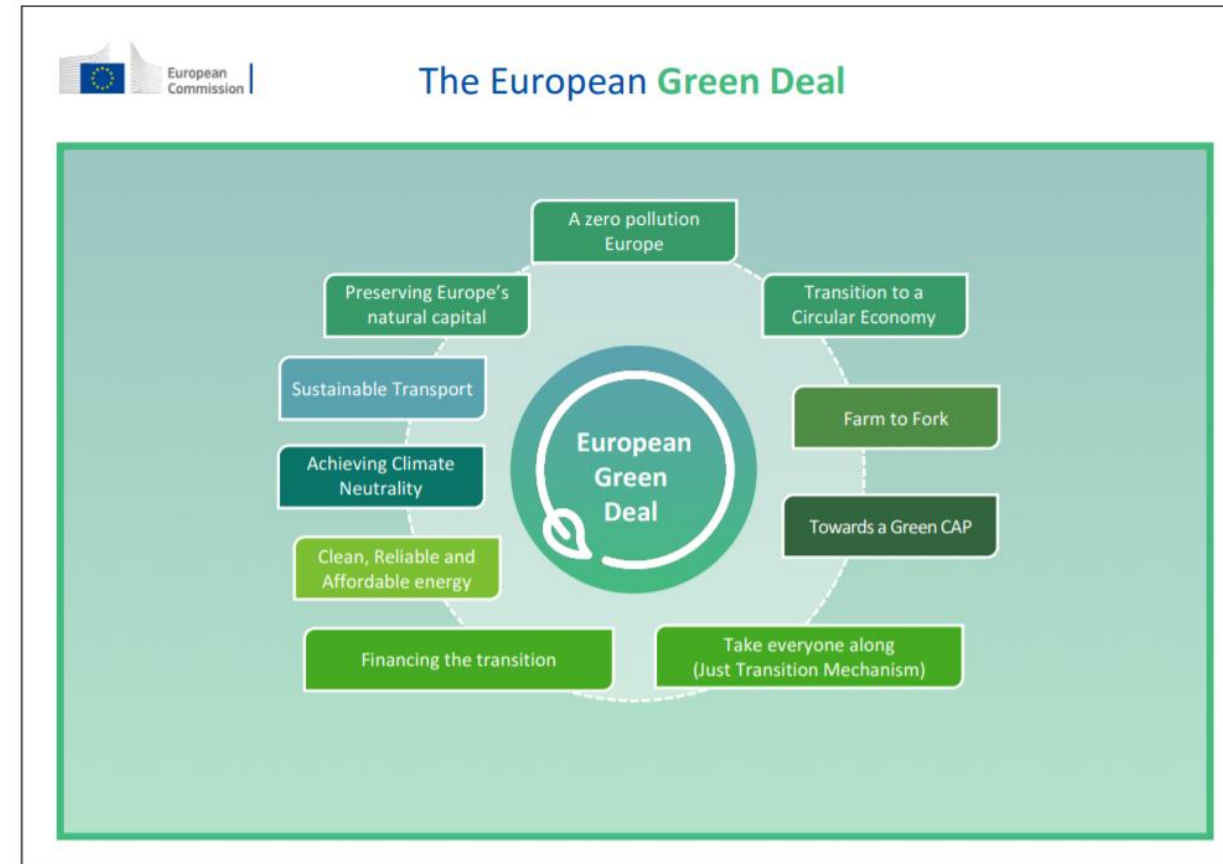 European
Commission
The European Green Deal
A zero pollution
Europe
Preserving Europe's
natural capital
Transition to a
Circular Economy
Sustainable Transport
Farm to Fork
European
Green
Deal
Achieving Climate
Neutrality
Towards a Green CAP
Clean, Reliable and
Affordable energy
Financing the transition
Take everyone along
(Just Transition Mechanism)